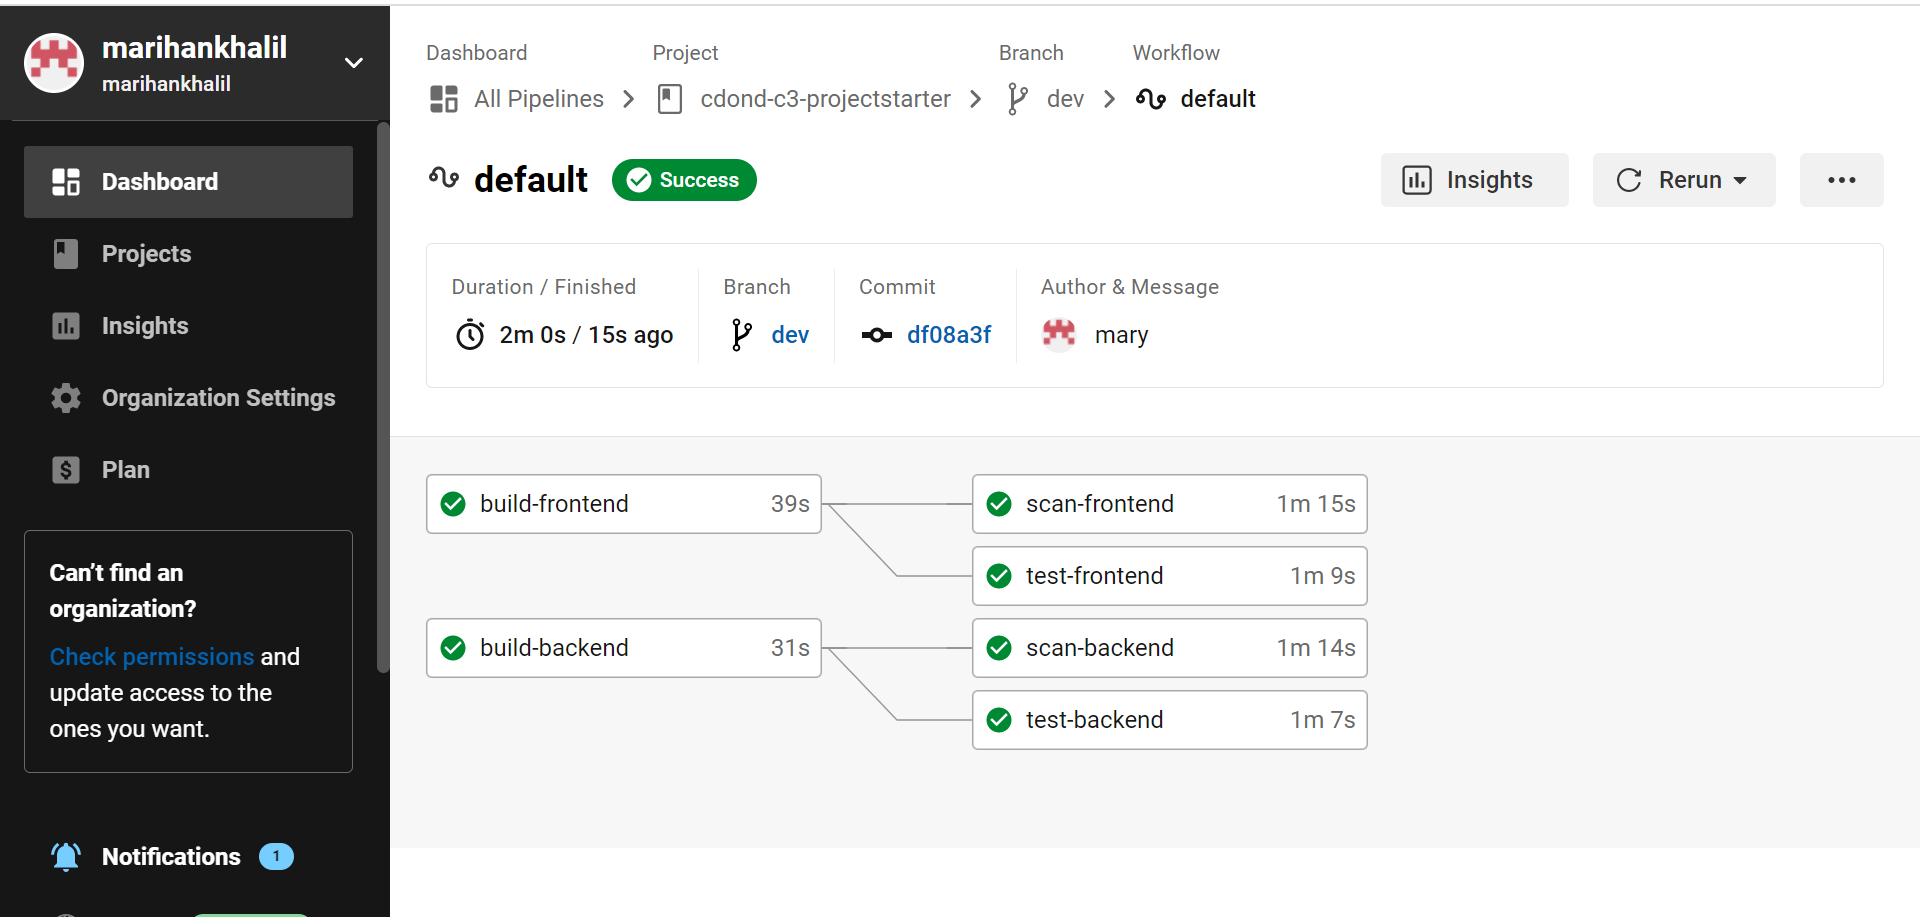 marihankhalil
marihankhalil
Dashboard
Projects
Insights
Organization Settings
Plan
Can’t find an
organization?
Check permissions and
update access to the
ones you want.
Notifications 1
Dashboard Project Branch Workflow
All Pipelines cdond-c3-projectstarter dev default
default Success Insights Rerun
Duration / Finished Branch Commit Author & Message
2m 0s / 15s ago dev df08a3f mary
build-frontend 39s scan-frontend 1m 15s
test-frontend 1m 9s
build-backend 31s scan-backend 1m 14s
test-backend 1m 7s